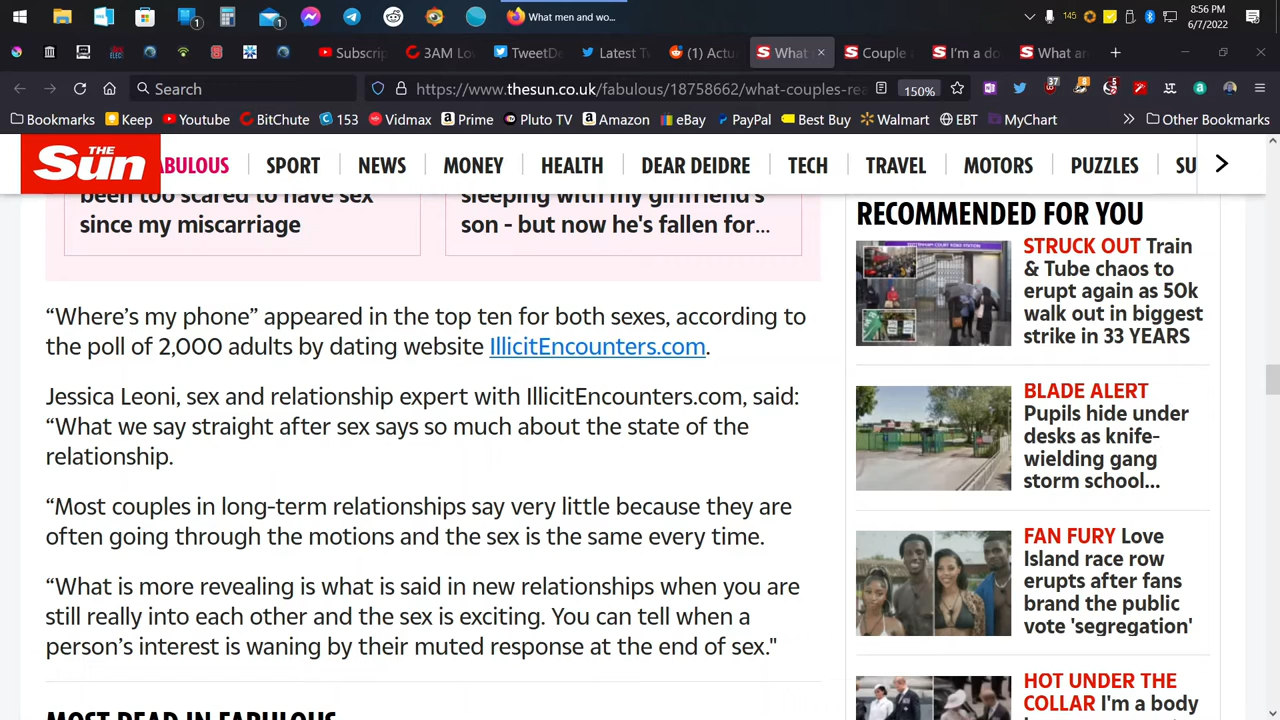 What men and wo...
145
8:56 PM
6/7/2022
Subscrip
3AM Lo
TweetDe
Latest Tw
(1) Actu
What
Couple
I'm a do
What ar
Search
https://www.thesun.co.uk/fabulous/18758662/what-couples-rea
150%
37
8
5
Bookmarks
Keep
Youtube
BitChute
153
Vidmax
Prime
Pluto TV
Amazon
eBay
PayPal
Best Buy
Walmart
EBT
MyChart
Other Bookmarks
THE
Sun
ABULOUS
SPORT
NEWS
MONEY
HEALTH
DEAR DEIDRE
TECH
TRAVEL
MOTORS
PUZZLES
SU
been too scared to have sex
since my miscarriage
sleeping with my girlfriend's
son - but now he's fallen for...
“Where’s my phone” appeared in the top ten for both sexes, according to
the poll of 2,000 adults by dating website IllicitEncounters.com.
Jessica Leoni, sex and relationship expert with IllicitEncounters.com, said:
“What we say straight after sex says so much about the state of the
relationship.
“Most couples in long-term relationships say very little because they are
often going through the motions and the sex is the same every time.
“What is more revealing is what is said in new relationships when you are
still really into each other and the sex is exciting. You can tell when a
person’s interest is waning by their muted response at the end of sex."
MOST READ IN FABULOUS
RECOMMENDED FOR YOU
STRUCK OUT Train
& Tube chaos to
erupt again as 50k
walk out in biggest
strike in 33 YEARS
BLADE ALERT
Pupils hide under
desks as knife-
wielding gang
storm school...
FAN FURY Love
Island race row
erupts after fans
brand the public
vote 'segregation'
HOT UNDER THE
COLLAR I'm a body